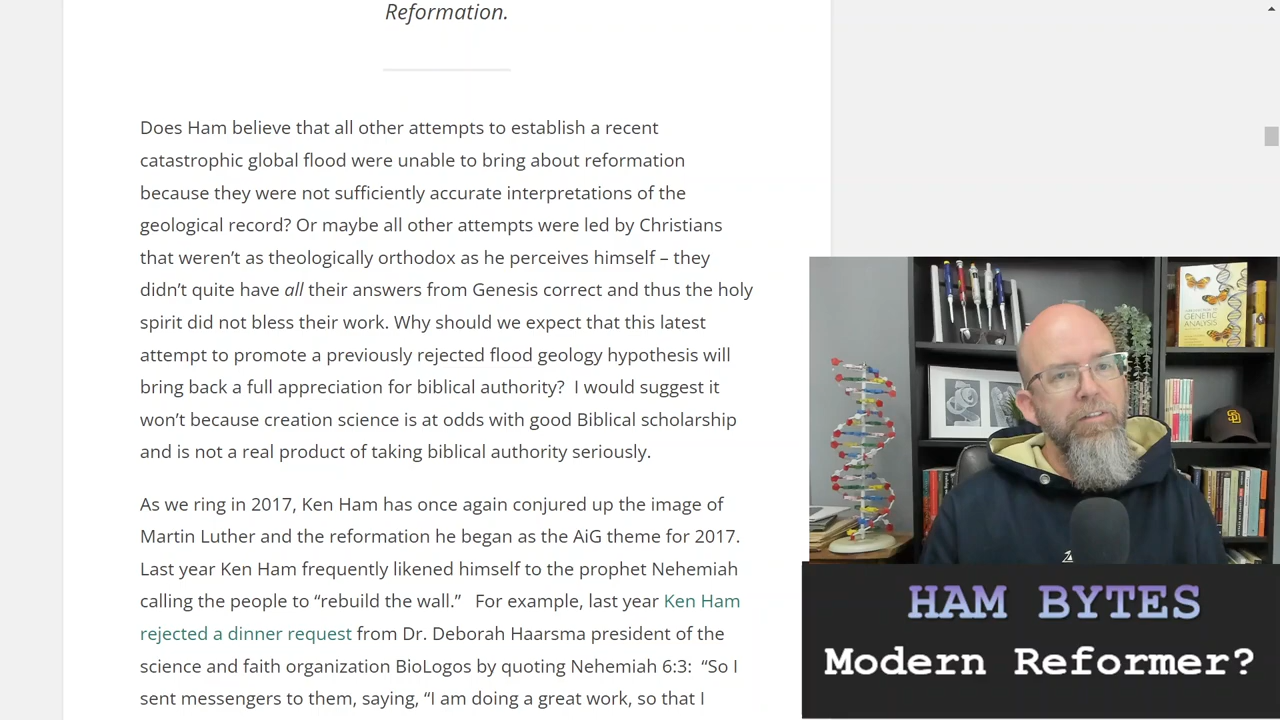 Reformation.
Does Ham believe that all other attempts to establish a recent
catastrophic global flood were unable to bring about reformation
because they were not sufficiently accurate interpretations of the
geological record? Or maybe all other attempts were led by Christians
that weren’t as theologically orthodox as he perceives himself – they
didn’t quite have all their answers from Genesis correct and thus the holy
spirit did not bless their work. Why should we expect that this latest
attempt to promote a previously rejected flood geology hypothesis will
bring back a full appreciation for biblical authority?  I would suggest it
won’t because creation science is at odds with good Biblical scholarship
and is not a real product of taking biblical authority seriously.
As we ring in 2017, Ken Ham has once again conjured up the image of
Martin Luther and the reformation he began as the AiG theme for 2017.
Last year Ken Ham frequently likened himself to the prophet Nehemiah
calling the people to “rebuild the wall.”   For example, last year Ken Ham
rejected a dinner request from Dr. Deborah Haarsma president of the
science and faith organization BioLogos by quoting Nehemiah 6:3:  “So I
sent messengers to them, saying, “I am doing a great work, so that I
GENETIC
ANALYSIS
SD
HAM BYTES
Modern Reformer?